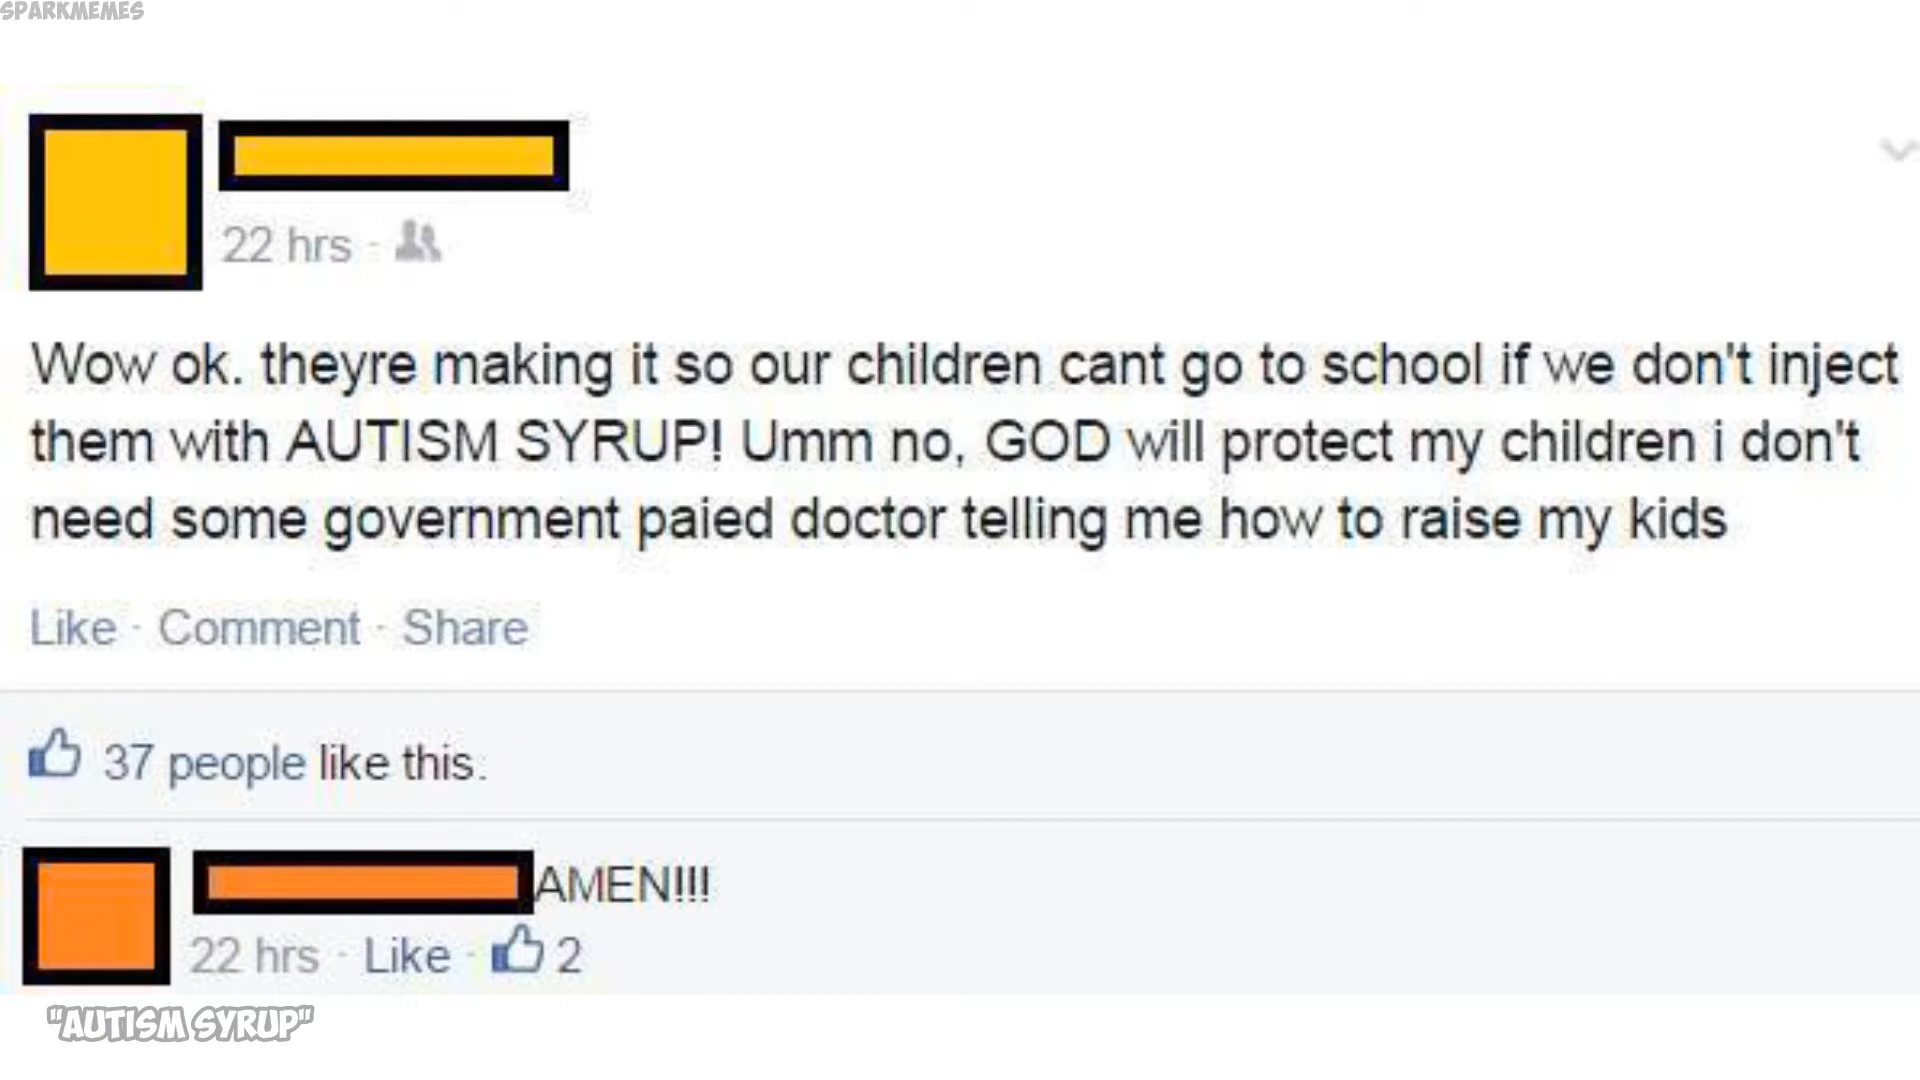 SPARKMEMES
22 hrs ·
Wow ok. theyre making it so our children cant go to school if we don't inject
them with AUTISM SYRUP! Umm no, GOD will protect my children i don't
need some government paied doctor telling me how to raise my kids
Like · Comment · Share
37 people like this.
AMEN!!!
22 hrs · Like · 2
"AUTISM SYRUP"